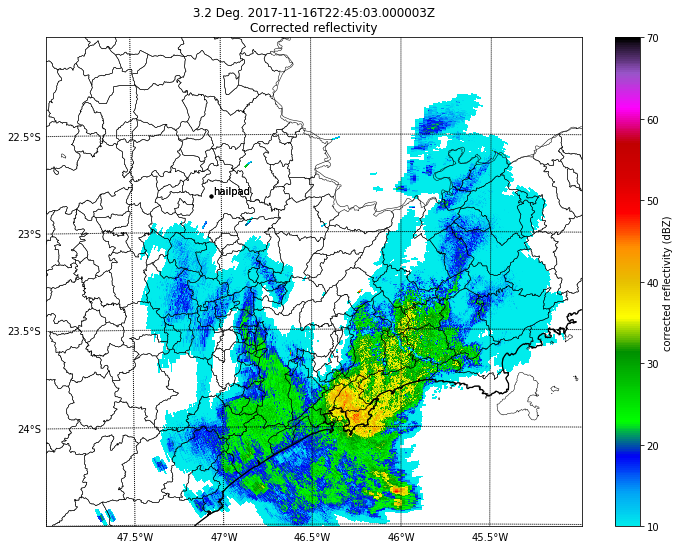 3.2 Deg. 2017-11-16T22:45:03.000003Z
Corrected reflectivity
70
60
50
40
30
20
10
corrected reflectivity (dBZ)
22.5°S
23°S
23.5°S
24°S
hailpad
47.5°W
47°W
46.5°W
46°W
45.5°W